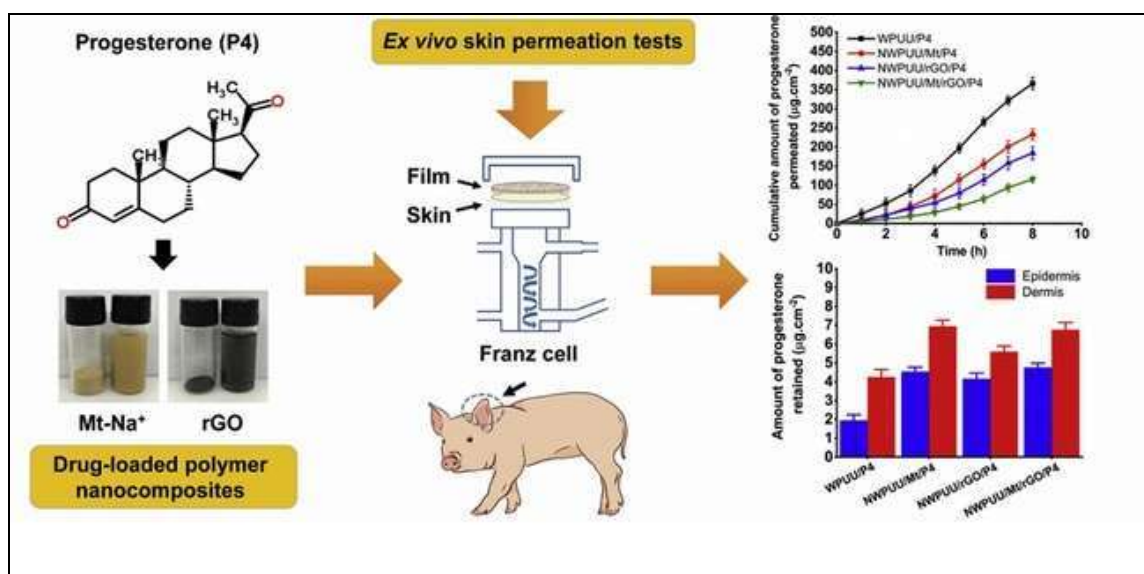 Progesterone (P4)
CH₃
O
H₃C
CH₃
CH₃
H
H
H
O
Mt-Na⁺
rGO
Drug-loaded polymer
nanocomposites
Ex vivo skin permeation tests
Film
Skin
Franz cell
Cumulative amount of progesterone
permeated (µg.cm⁻²)
500
450
400
350
300
250
200
150
100
50
0
WPUU/P4
NWPUU/Mt/P4
NWPUU/rGO/P4
NWPUU/Mt/rGO/P4
0
2
4
6
8
10
Time (h)
Amount of progesterone
retained (µg.cm⁻²)
10
9
8
7
6
5
4
3
2
1
0
Epidermis
Dermis
WPUU/P4
NWPUU/Mt/P4
NWPUU/rGO/P4
NWPUU/Mt/rGO/P4